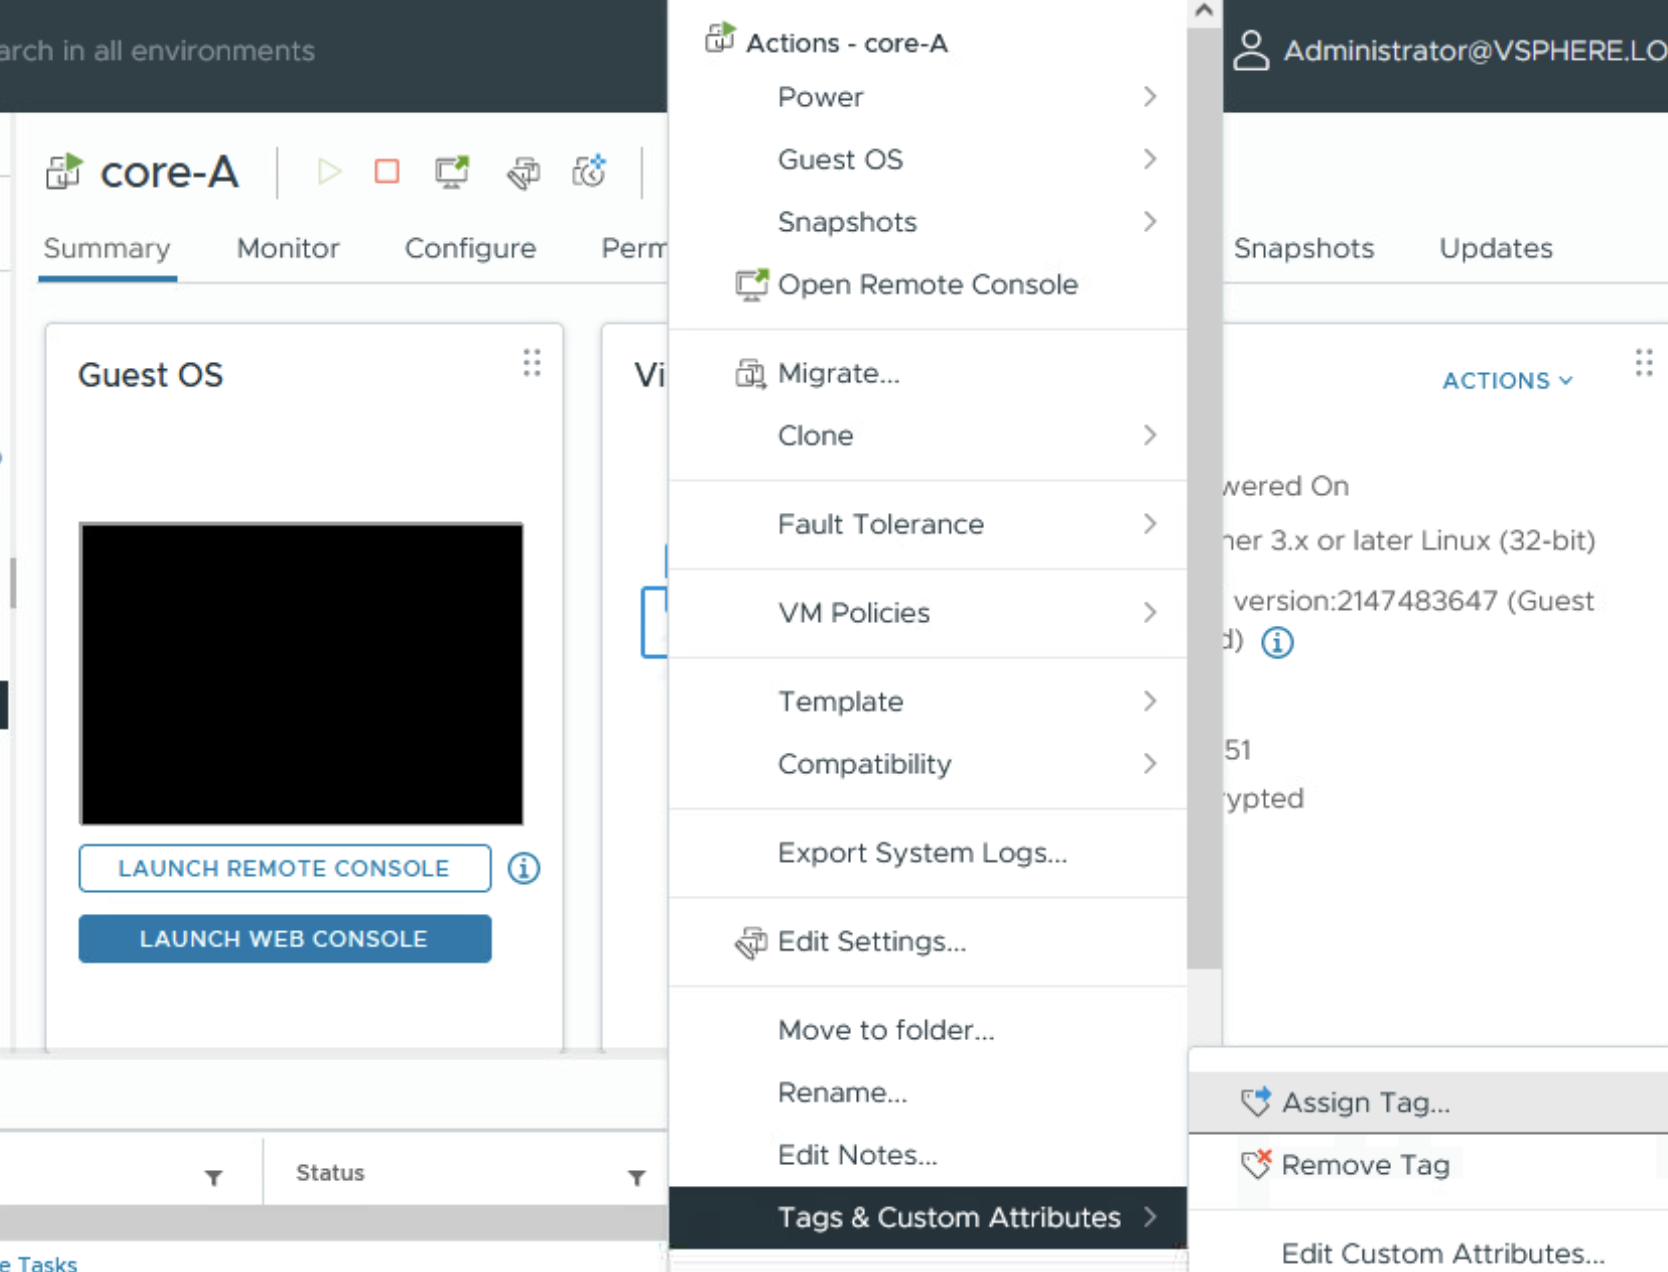 arch in all environments
Administrator@VSPHERE.LO
core-A
Summary
Monitor
Configure
Perm
Snapshots
Updates
Guest OS
LAUNCH REMOTE CONSOLE
LAUNCH WEB CONSOLE
Vi
ACTIONS
wered On
her 3.x or later Linux (32-bit)
version:2147483647 (Guest
d)
51
rypted
Actions - core-A
Power
Guest OS
Snapshots
Open Remote Console
Migrate...
Clone
Fault Tolerance
VM Policies
Template
Compatibility
Export System Logs...
Edit Settings...
Move to folder...
Rename...
Edit Notes...
Tags & Custom Attributes
Assign Tag...
Remove Tag
Edit Custom Attributes...
Status
e Tasks